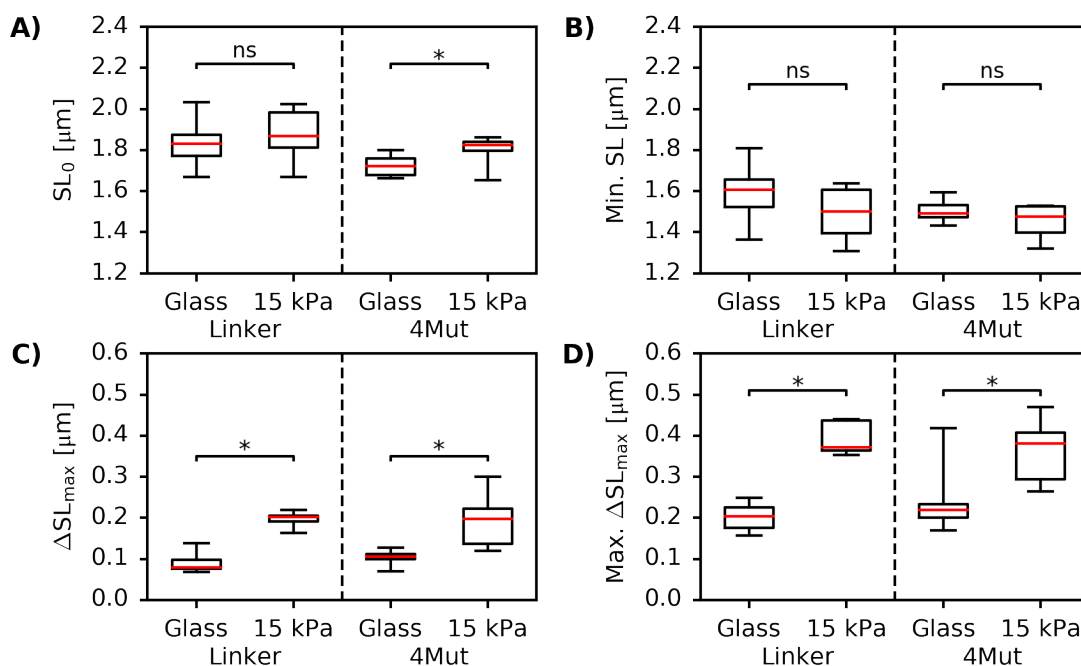 A)
SL0 [μm]
2.4
2.2
2.0
1.8
1.6
1.4
1.2
ns
*
Glass 15 kPa Glass 15 kPa
Linker 4Mut
B)
Min. SL [μm]
2.4
2.2
2.0
1.8
1.6
1.4
1.2
ns
ns
Glass 15 kPa Glass 15 kPa
Linker 4Mut
C)
ΔSLmax [μm]
0.6
0.5
0.4
0.3
0.2
0.1
0.0
*
*
Glass 15 kPa Glass 15 kPa
Linker 4Mut
D)
Max. ΔSLmax [μm]
0.6
0.5
0.4
0.3
0.2
0.1
0.0
*
*
Glass 15 kPa Glass 15 kPa
Linker 4Mut